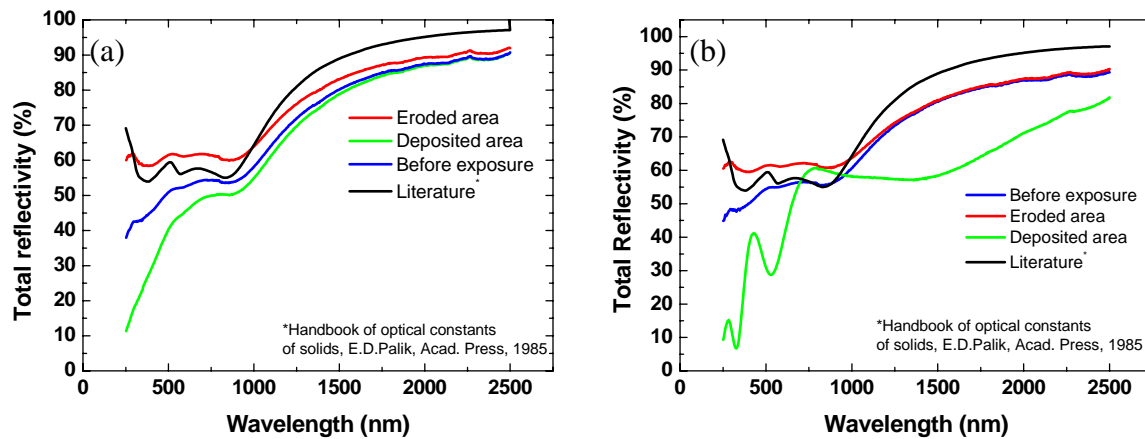 (a)
Total reflectivity (%)
100
90
80
70
60
50
40
30
20
10
0
Eroded area
Deposited area
Before exposure
Literature*
*Handbook of optical constants
of solids, E.D.Palik, Acad. Press, 1985
0 500 1000 1500 2000 2500
Wavelength (nm)
(b)
Total Reflectivity (%)
100
90
80
70
60
50
40
30
20
10
0
Before exposure
Eroded area
Deposited area
Literature*
*Handbook of optical constants
of solids, E.D.Palik, Acad. Press, 1985
0 500 1000 1500 2000 2500
Wavelength (nm)